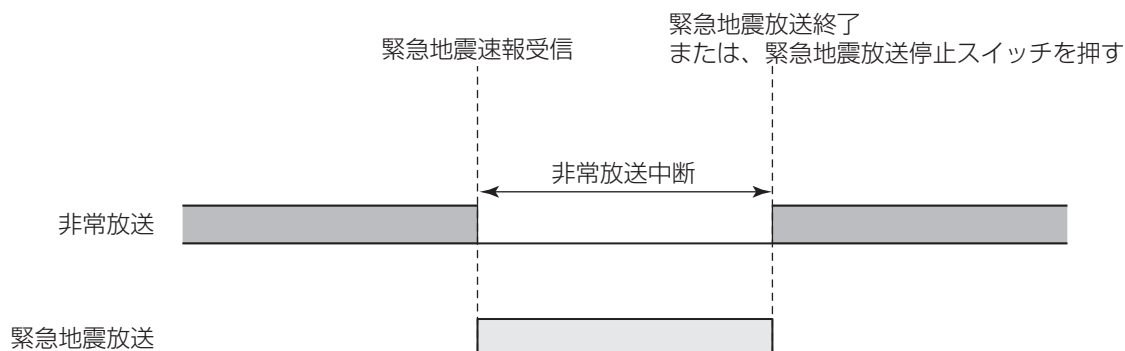 緊急地震放送終了
または、緊急地震放送停止スイッチを押す
緊急地震速報受信
非常放送中断
非常放送
緊急地震放送